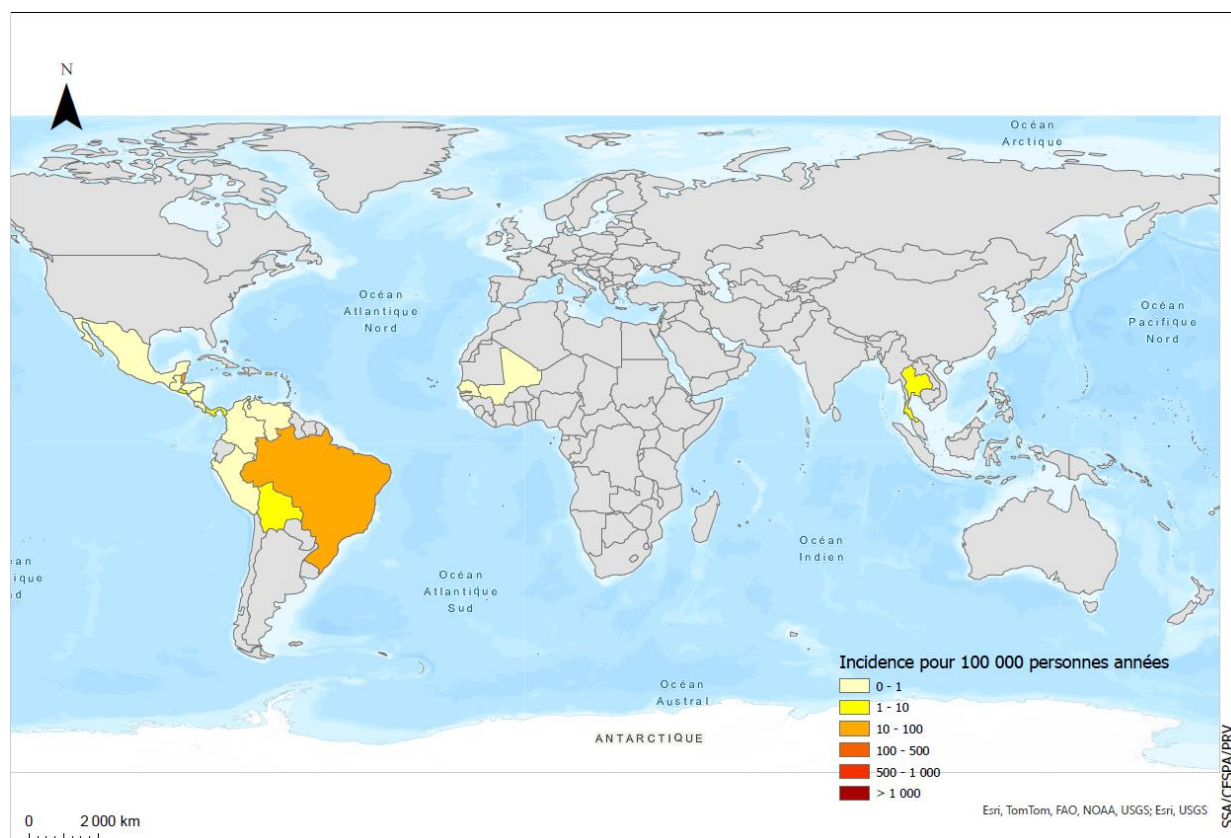 N
Océan
Arctique
Océan
Atlantique
Nord
Océan
Pacifique
Nord
Océan
Indien
Océan
Atlantique
Sud
Océan
Austral
ANTARCTIQUE
Incidence pour 100 000 personnes années
0 - 1
1 - 10
10 - 100
100 - 500
500 - 1 000
> 1 000
Esri, TomTom, FAO, NOAA, USGS; Esri, USGS
SSA/CESPA/PRV
0 2 000 km